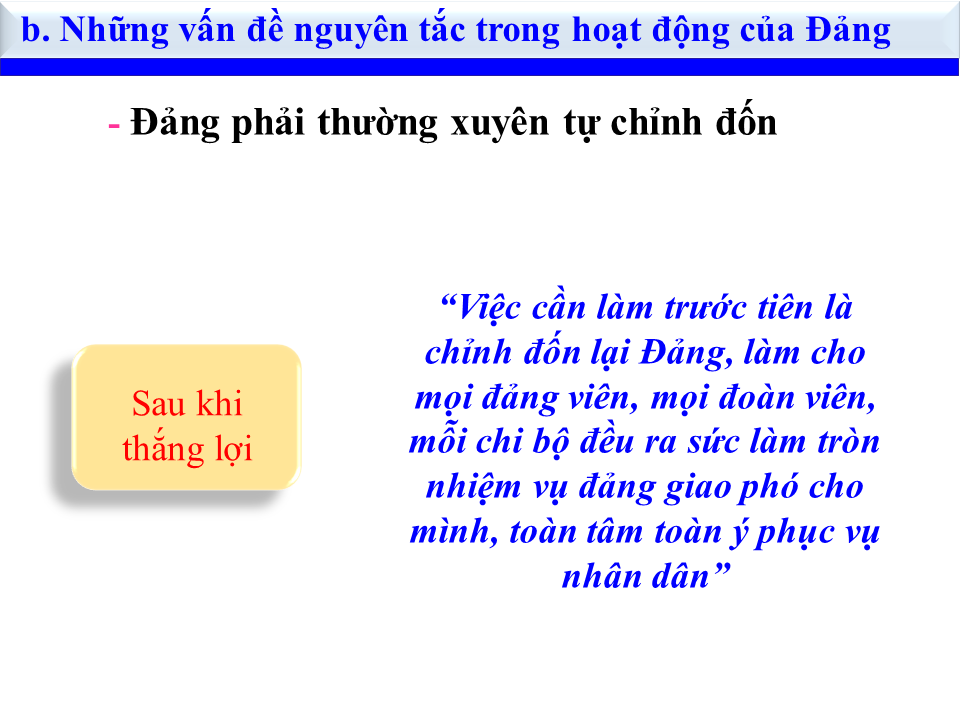 b. Những vấn đề nguyên tắc trong hoạt động của Đảng
- Đảng phải thường xuyên tự chỉnh đốn
Sau khi
thắng lợi
“Việc cần làm trước tiên là
chỉnh đốn lại Đảng, làm cho
mọi đảng viên, mọi đoàn viên,
mỗi chi bộ đều ra sức làm tròn
nhiệm vụ đảng giao phó cho
mình, toàn tâm toàn ý phục vụ
nhân dân”